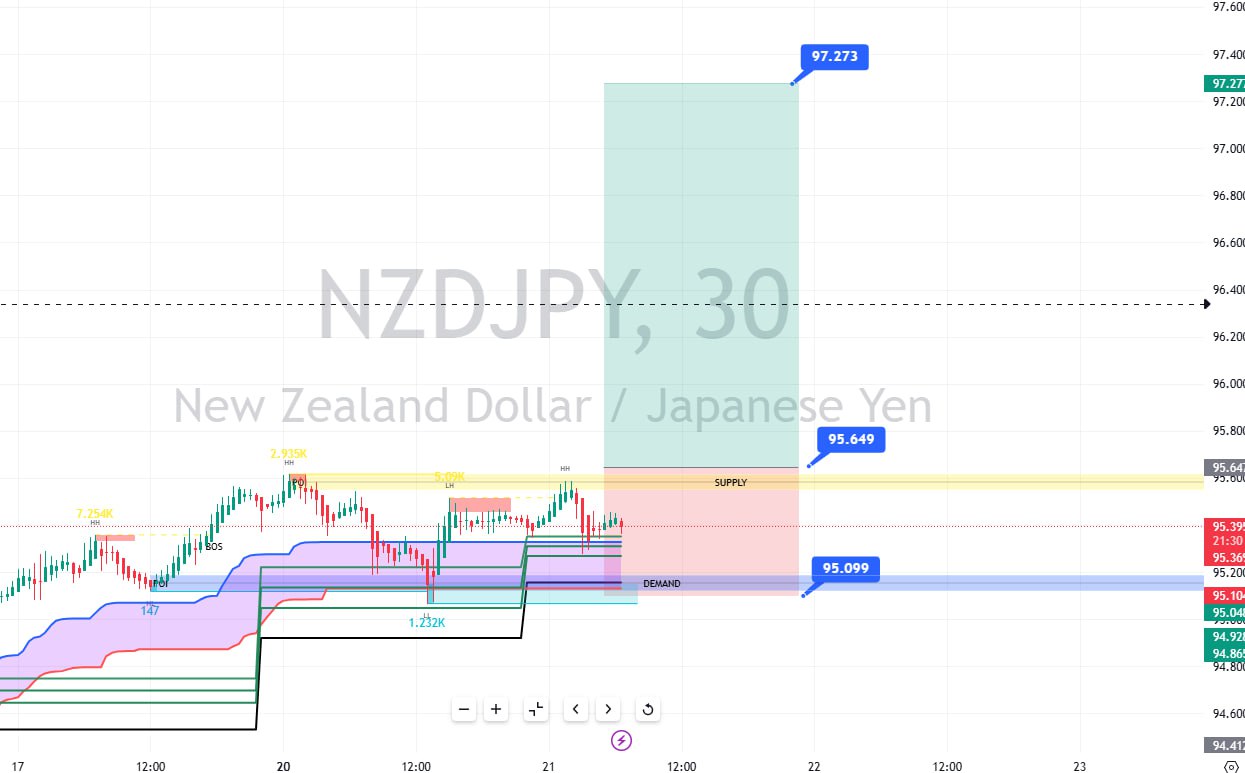 97.600
97.400
97.273
97.277
97.200
97.000
96.800
96.600
NZDJPY, 30
96.400
96.200
New Zealand Dollar / Japanese Yen
96.000
95.800
95.649
2.935K
HH
5.09K
LH
HH
PO
SUPPLY
95.647
95.600
7.254K
HH
BOS
95.395
21:30
95.365
95.200
POI
DEMAND
95.099
95.104
147
LL
1.232K
95.048
95.000
94.928
94.865
94.800
94.600
94.412
17
12:00
20
12:00
21
12:00
22
12:00
23